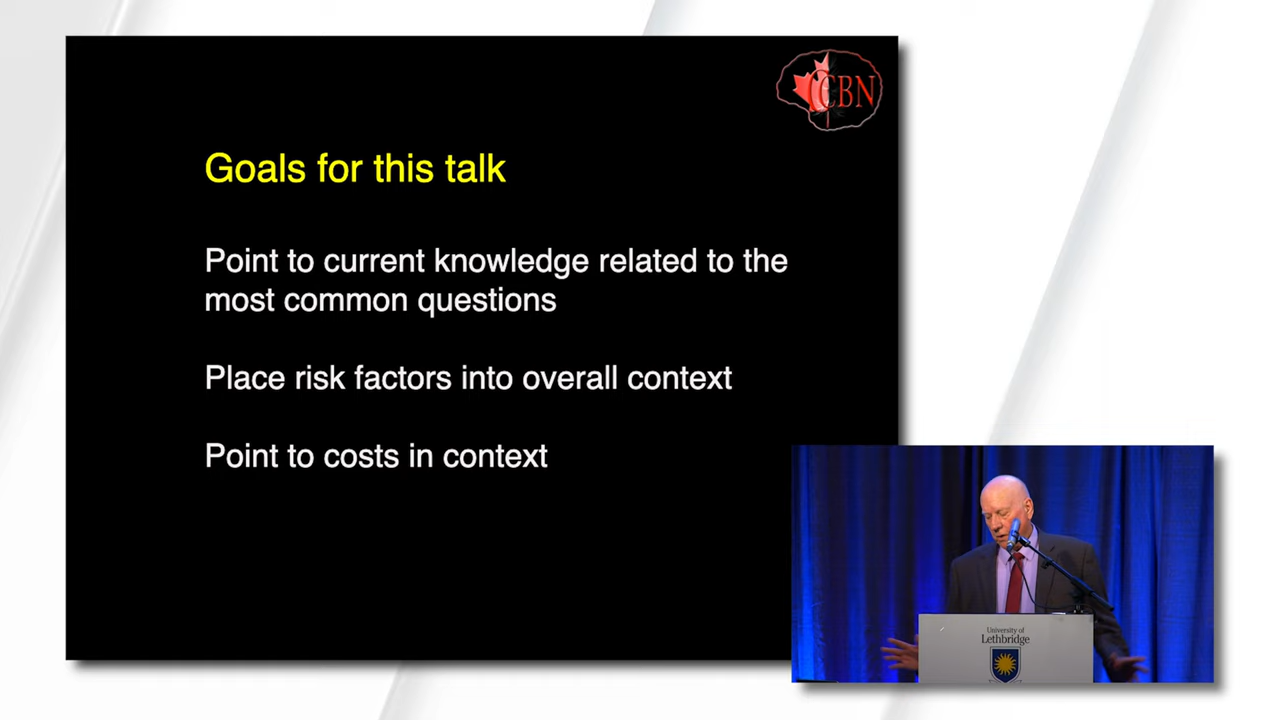 CCBN
Goals for this talk
Point to current knowledge related to the
most common questions
Place risk factors into overall context
Point to costs in context
University of
Lethbridge